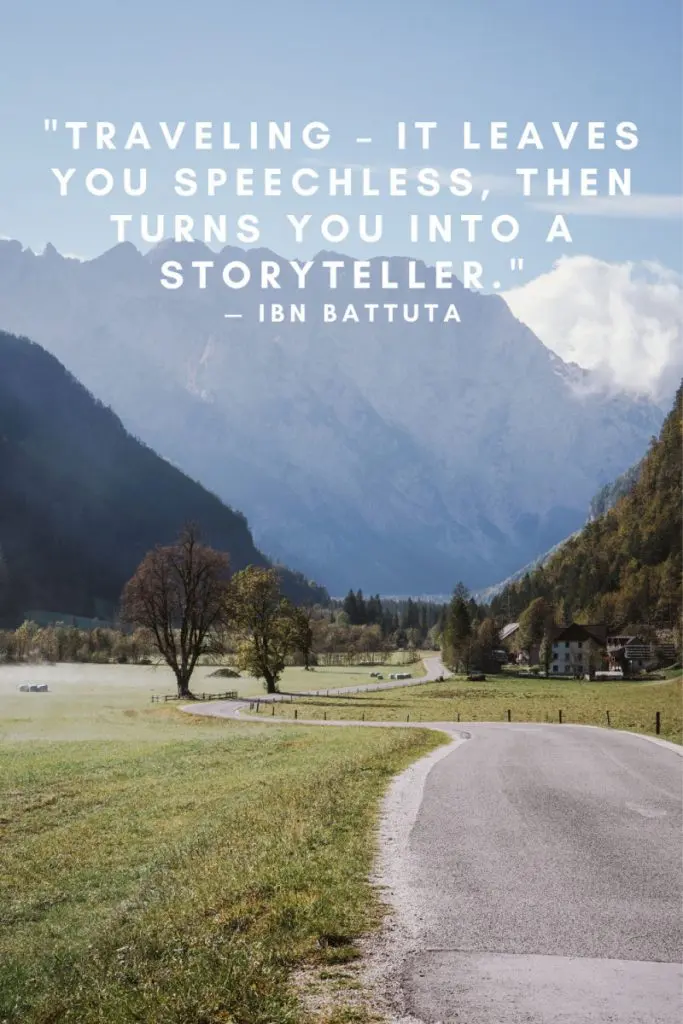 "TRAVELING – IT LEAVES
YOU SPEECHLESS, THEN
TURNS YOU INTO A
STORYTELLER."
– IBN BATTUTA